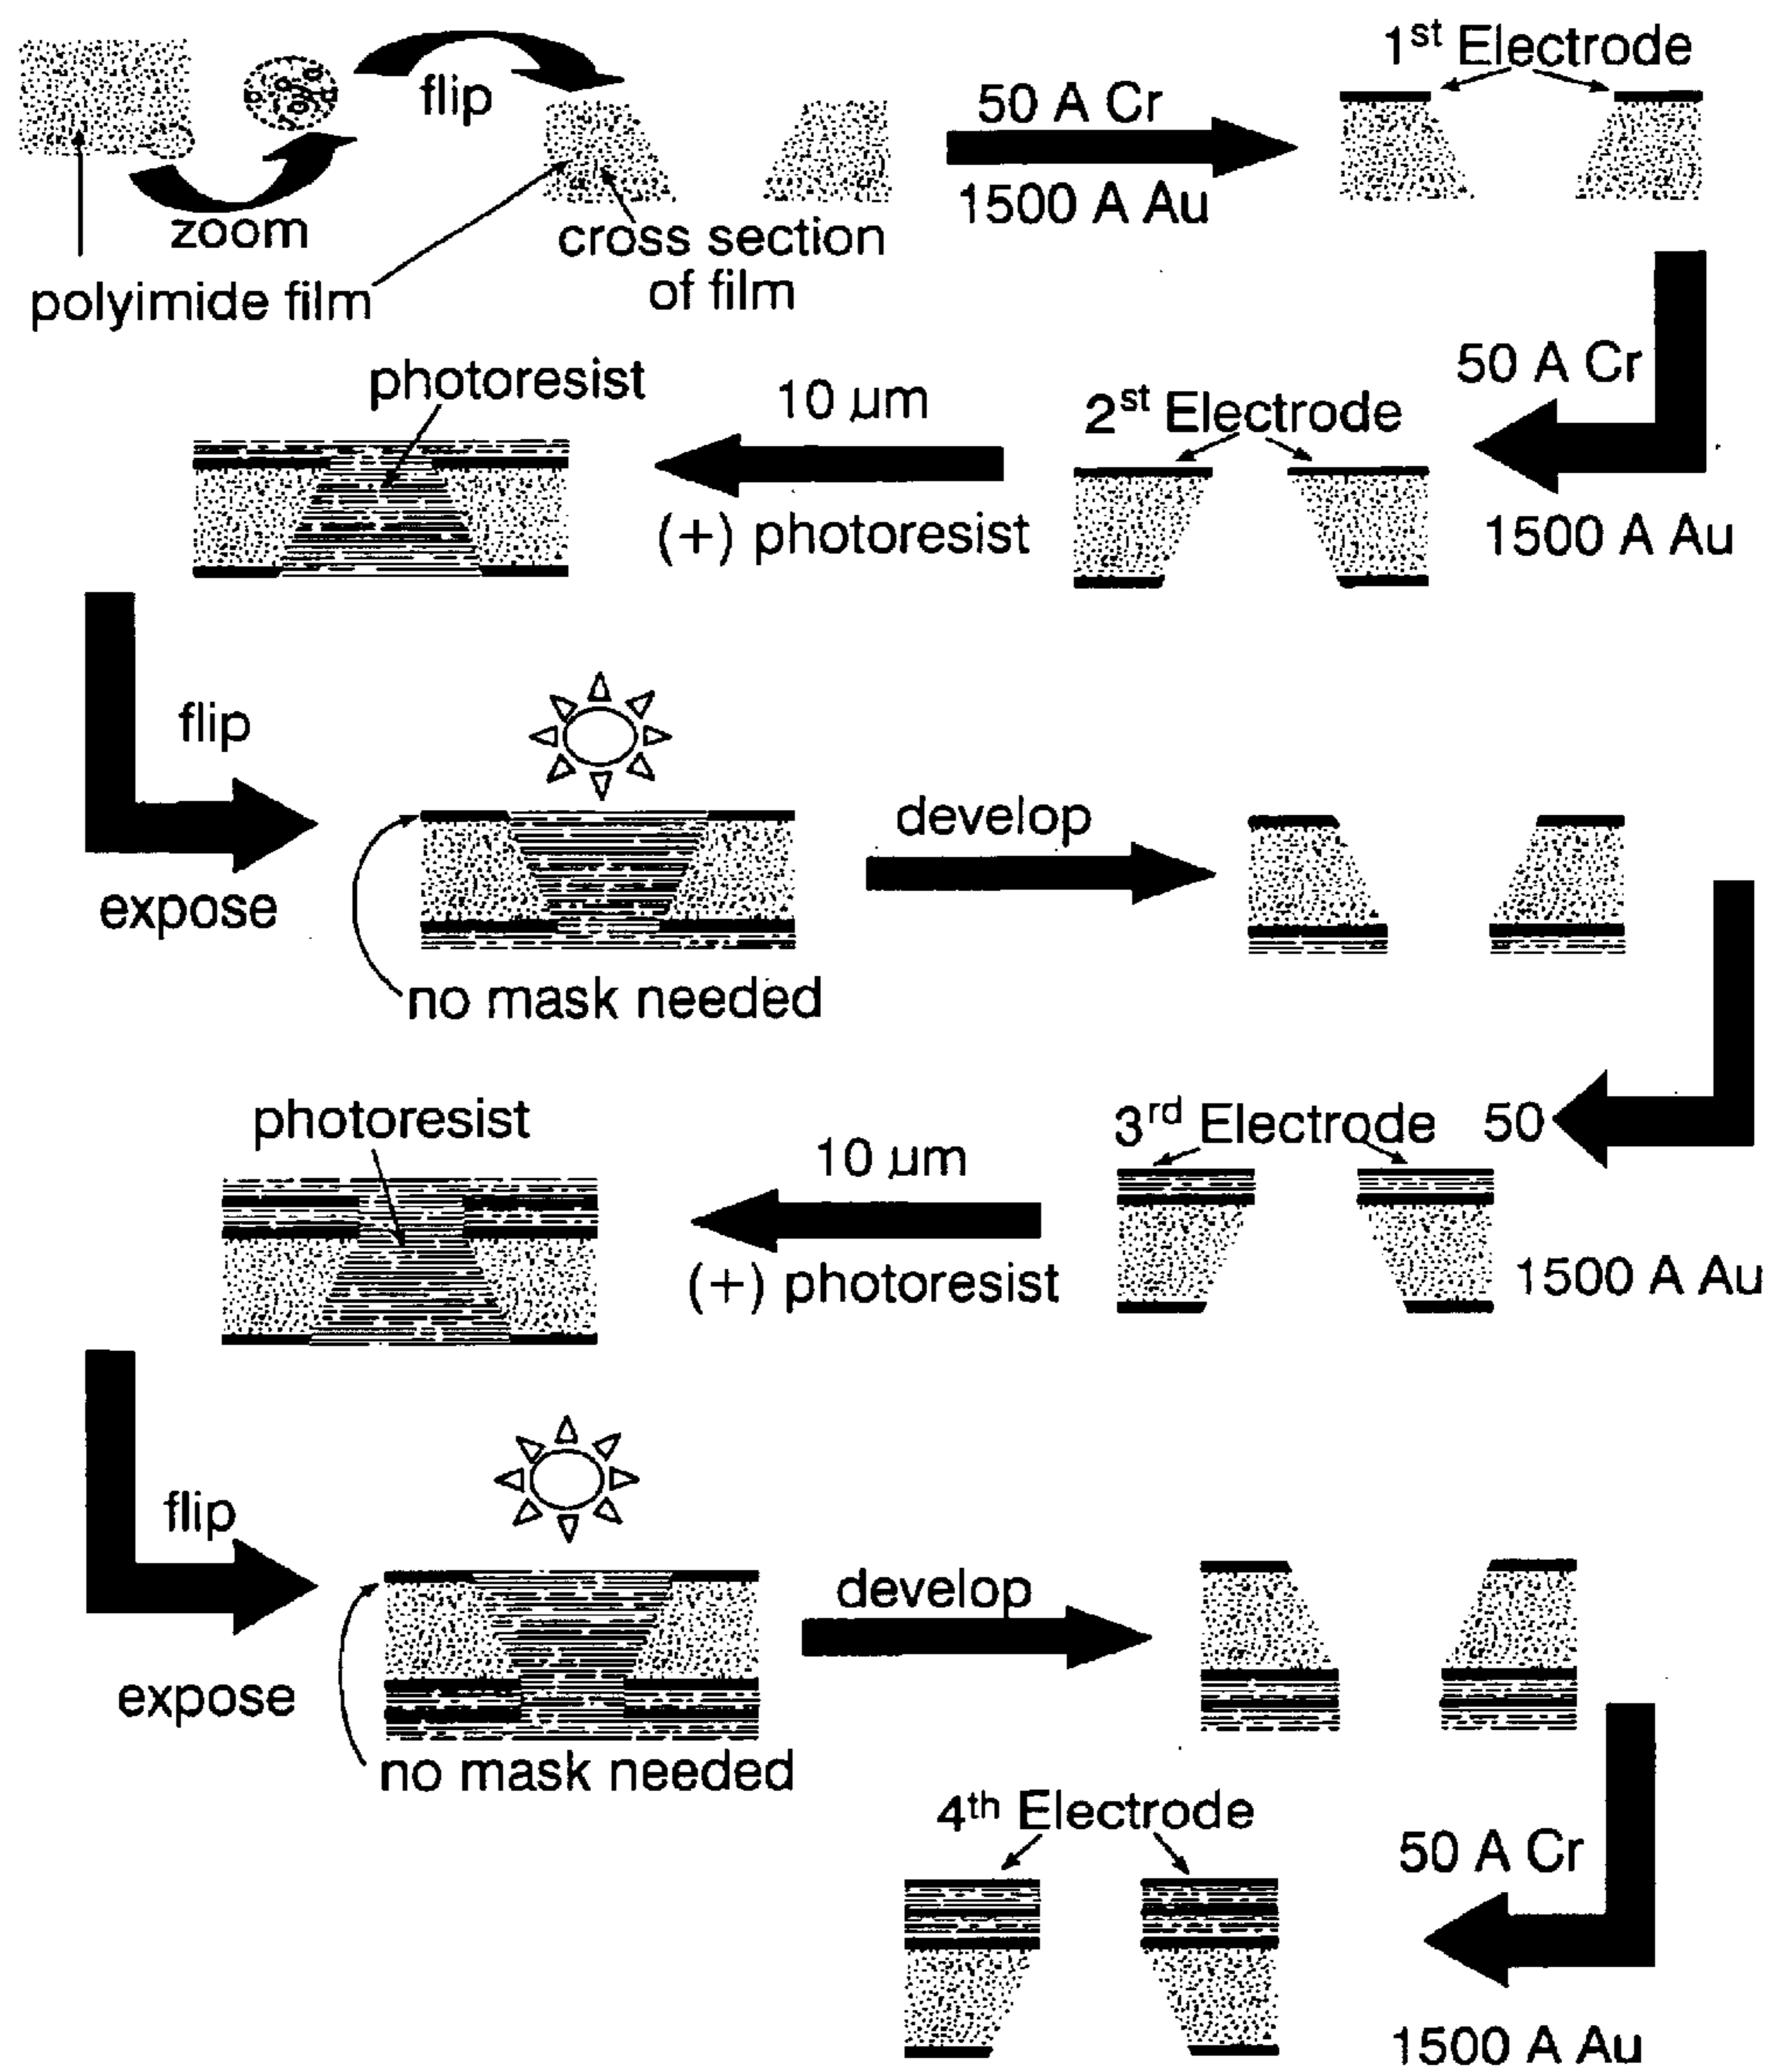 1st Electrode
flip
50 A Cr
1500 A Au
zoom
cross section
of film
polyimide film
50 A Cr
photoresist
10 µm
2st Electrode
(+) photoresist
1500 A Au
flip
develop
expose
no mask needed
photoresist
3rd Electrode
50
10 µm
(+) photoresist
1500 A Au
flip
develop
expose
no mask needed
4th Electrode
50 A Cr
1500 A Au